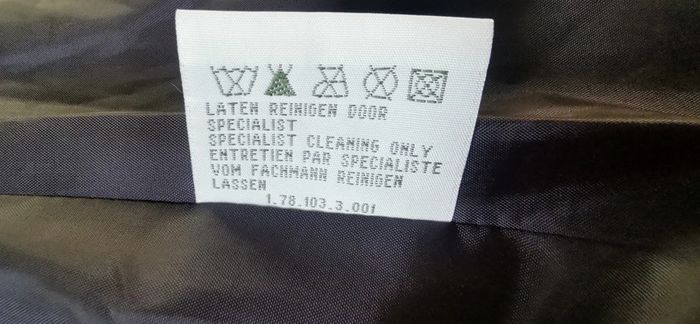 LATEN REINIGEN DOOR
SPECIALIST
SPECIALIST CLEANING ONLY
ENTRETIEN PAR SPECIALISTE
VOM FACHMANN REINIGEN
LASSEN
1.78.103.3.001